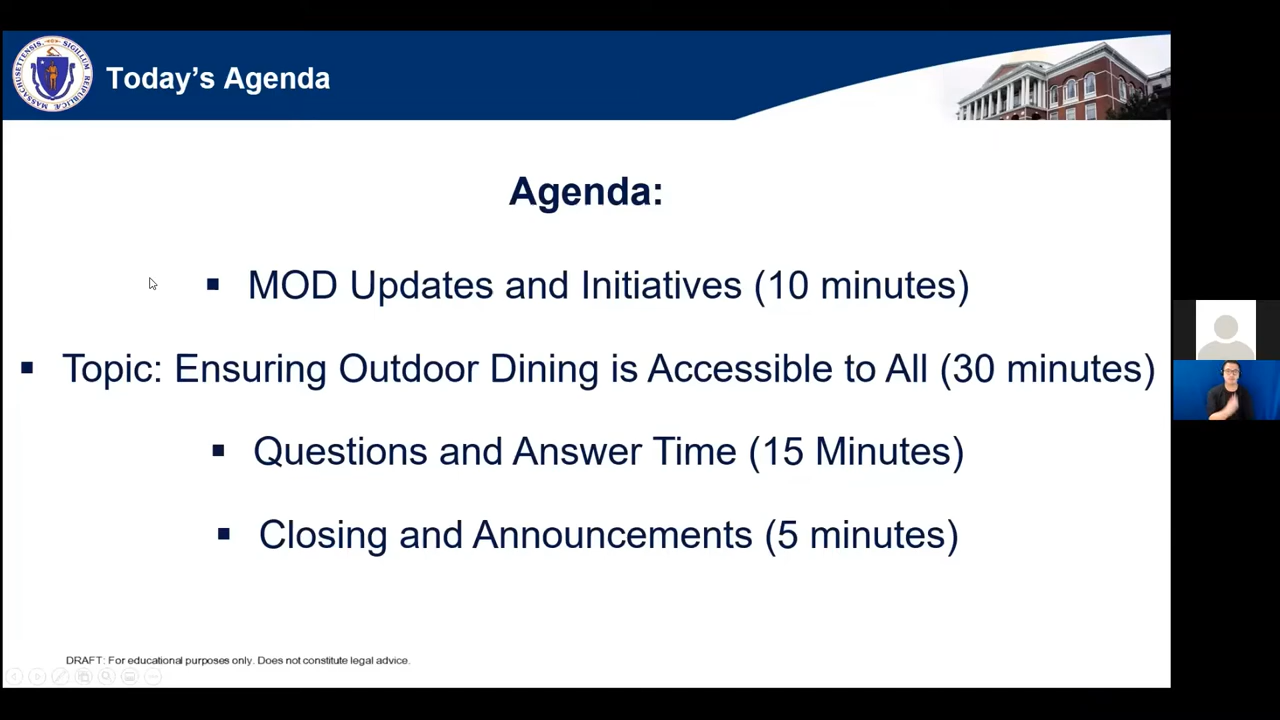 Today's Agenda
Agenda:
▪ MOD Updates and Initiatives (10 minutes)
▪ Topic: Ensuring Outdoor Dining is Accessible to All (30 minutes)
▪ Questions and Answer Time (15 Minutes)
▪ Closing and Announcements (5 minutes)
DRAFT: For educational purposes only. Does not constitute legal advice.